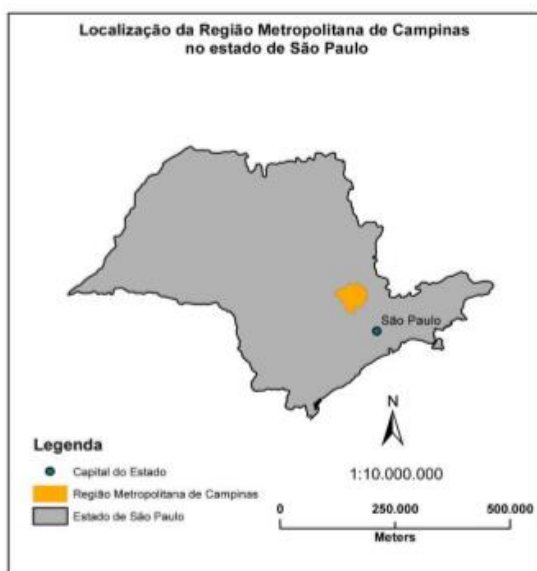 Localização da Região Metropolitana de Campinas
no estado de São Paulo
São Paulo
N
Legenda
Capital do Estado
Região Metropolitana de Campinas
Estado de São Paulo
1:10.000.000
0 250.000 500.000
Meters